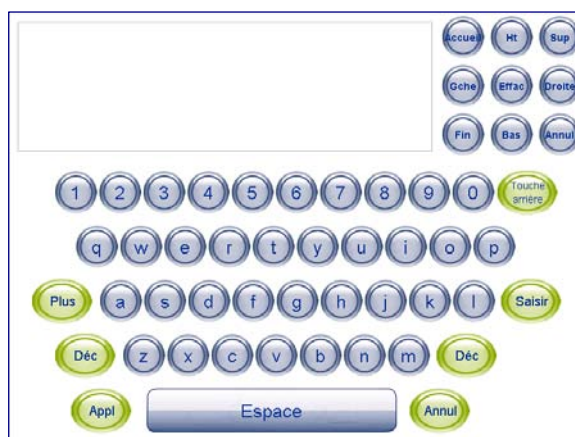 Accueil Ht Sup
Gche Effac Droite
Fin Bas Annul
1 2 3 4 5 6 7 8 9 0 Touche arrière
q w e r t y u i o p
Plus a s d f g h j k l Saisir
Déc z x c v b n m Déc
Appl Espace Annul